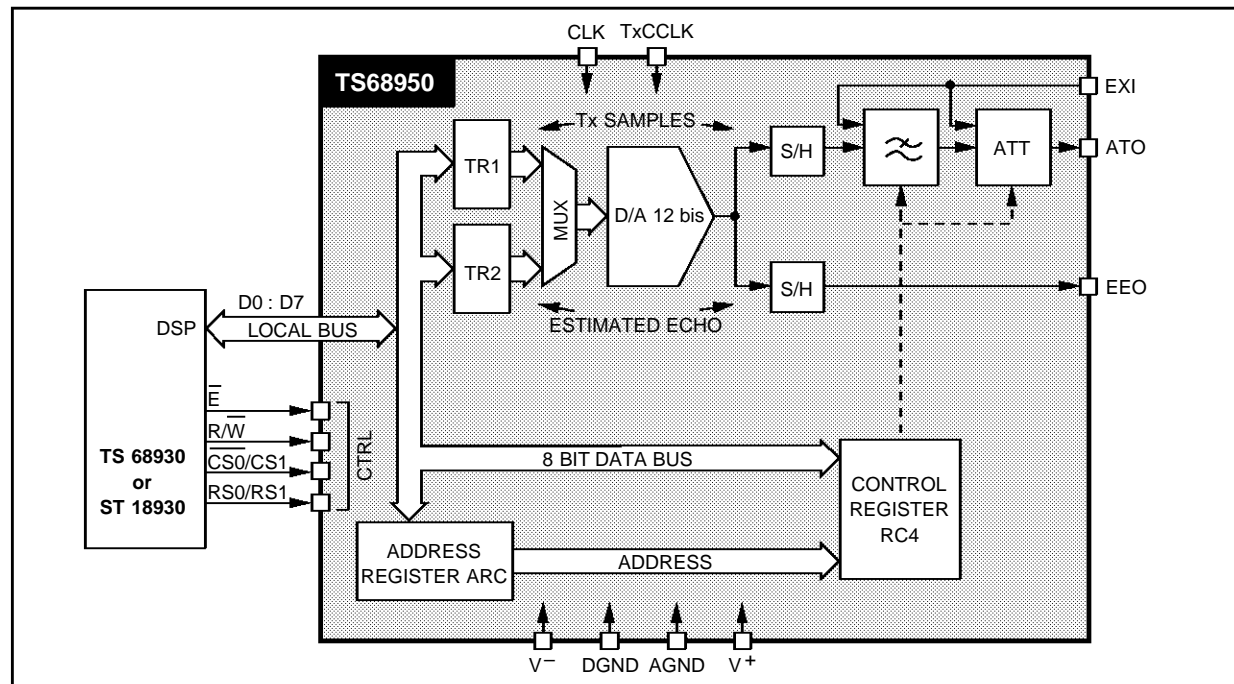 CLK TxCCLK
TS68950
EXI
Tx SAMPLES
S/H
ATT
ATO
TR1
MUX
D/A 12 bis
TR2
S/H
EEO
ESTIMATED ECHO
D0 : D7
DSP
LOCAL BUS
E̅
R/W̅
C̅S̅0̅/CS1
RS0/RS1
CTRL
TS 68930
or
ST 18930
8 BIT DATA BUS
CONTROL
REGISTER
RC4
ADDRESS
REGISTER ARC
ADDRESS
V– DGND AGND V+